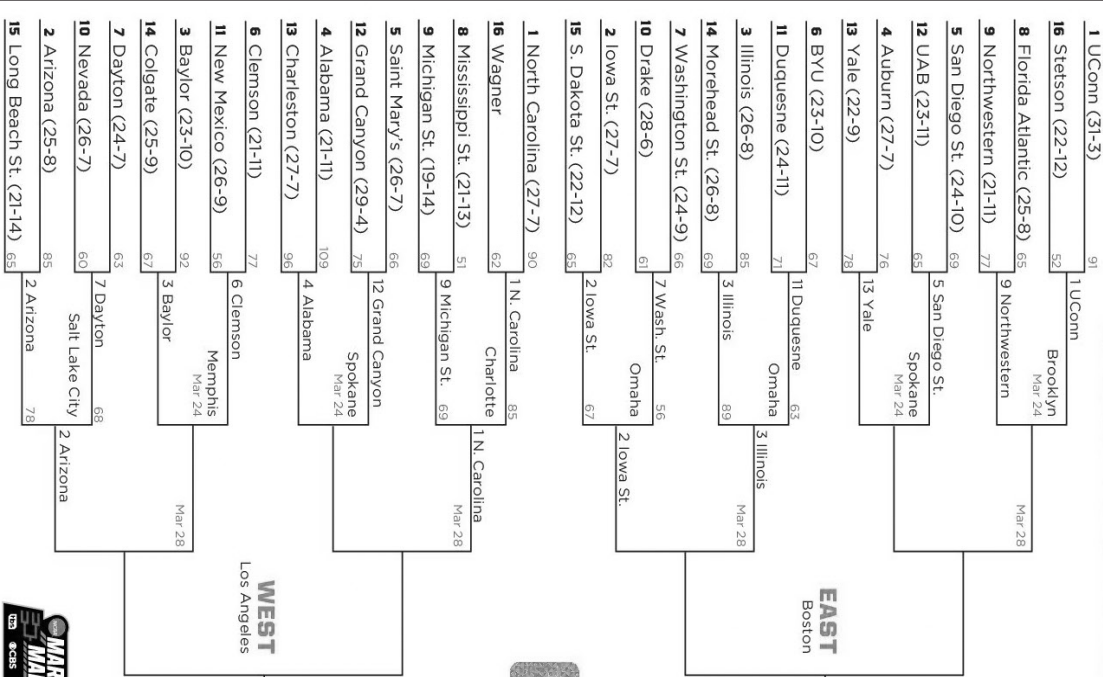 1 UConn (31-3)
91
16 Stetson (22-12)
52
8 Florida Atlantic (25-8)
65
9 Northwestern (21-11)
77
5 San Diego St. (24-10)
69
12 UAB (23-11)
65
4 Auburn (27-7)
76
13 Yale (22-9)
78
6 BYU (23-10)
67
11 Duquesne (24-11)
71
3 Illinois (26-8)
85
14 Morehead St. (26-8)
69
7 Washington St. (24-9)
66
10 Drake (28-6)
61
2 Iowa St. (27-7)
82
15 S. Dakota St. (22-12)
65
1 UConn
Brooklyn
Mar 24
9 Northwestern
5 San Diego St.
Spokane
Mar 24
13 Yale
11 Duquesne
63
Omaha
3 Illinois
89
7 Wash. St.
56
Omaha
2 Iowa St.
67
Mar 28
3 Illinois
Mar 28
2 Iowa St.
EAST
Boston
1 North Carolina (27-7)
90
16 Wagner
62
8 Mississippi St. (21-13)
51
9 Michigan St. (19-14)
69
5 Saint Mary's (26-7)
66
12 Grand Canyon (29-4)
75
4 Alabama (21-11)
109
13 Charleston (27-7)
96
6 Clemson (21-11)
77
11 New Mexico (26-9)
56
3 Baylor (23-10)
92
14 Colgate (25-9)
67
7 Dayton (24-7)
63
10 Nevada (26-7)
60
2 Arizona (25-8)
85
15 Long Beach St. (21-14)
65
1 N. Carolina
85
Charlotte
9 Michigan St.
69
12 Grand Canyon
Spokane
Mar 24
4 Alabama
6 Clemson
Memphis
Mar 24
3 Baylor
7 Dayton
68
Salt Lake City
2 Arizona
78
1 N. Carolina
Mar 28
Mar 28
2 Arizona
WEST
Los Angeles
tbs CBS